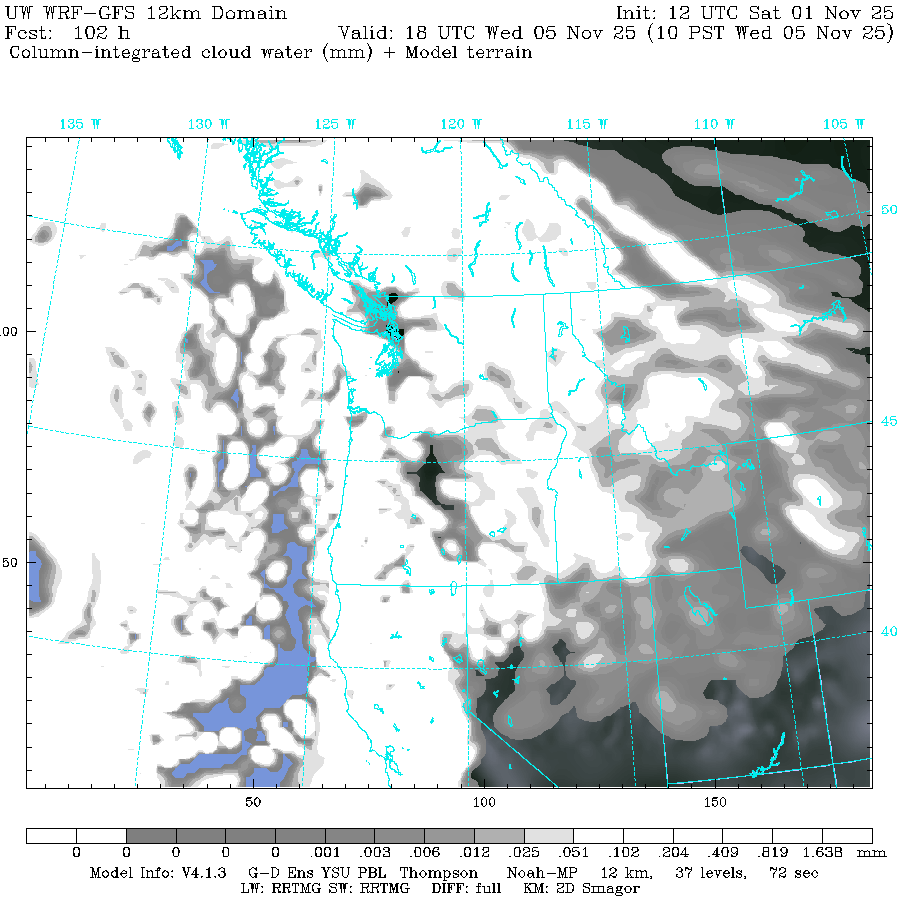 UW WRF-GFS 12km Domain Init: 12 UTC Sat 01 Nov 25
Fcst: 102 h Valid: 18 UTC Wed 05 Nov 25 (10 PST Wed 05 Nov 25)
Column-integrated cloud water (mm) + Model terrain
135 W 130 W 125 W 120 W 115 W 110 W 105 W
50
100
45
50
40
50 100 150
0 0 0 0 .001 .003 .006 .012 .025 .051 .102 .204 .409 .819 1.638 mm
Model Info: V4.1.3 G-D Ens YSU PBL Thompson Noah-MP 12 km, 37 levels, 72 sec
LW: RRTMG SW: RRTMG DIFF: full KM: 2D Smagor